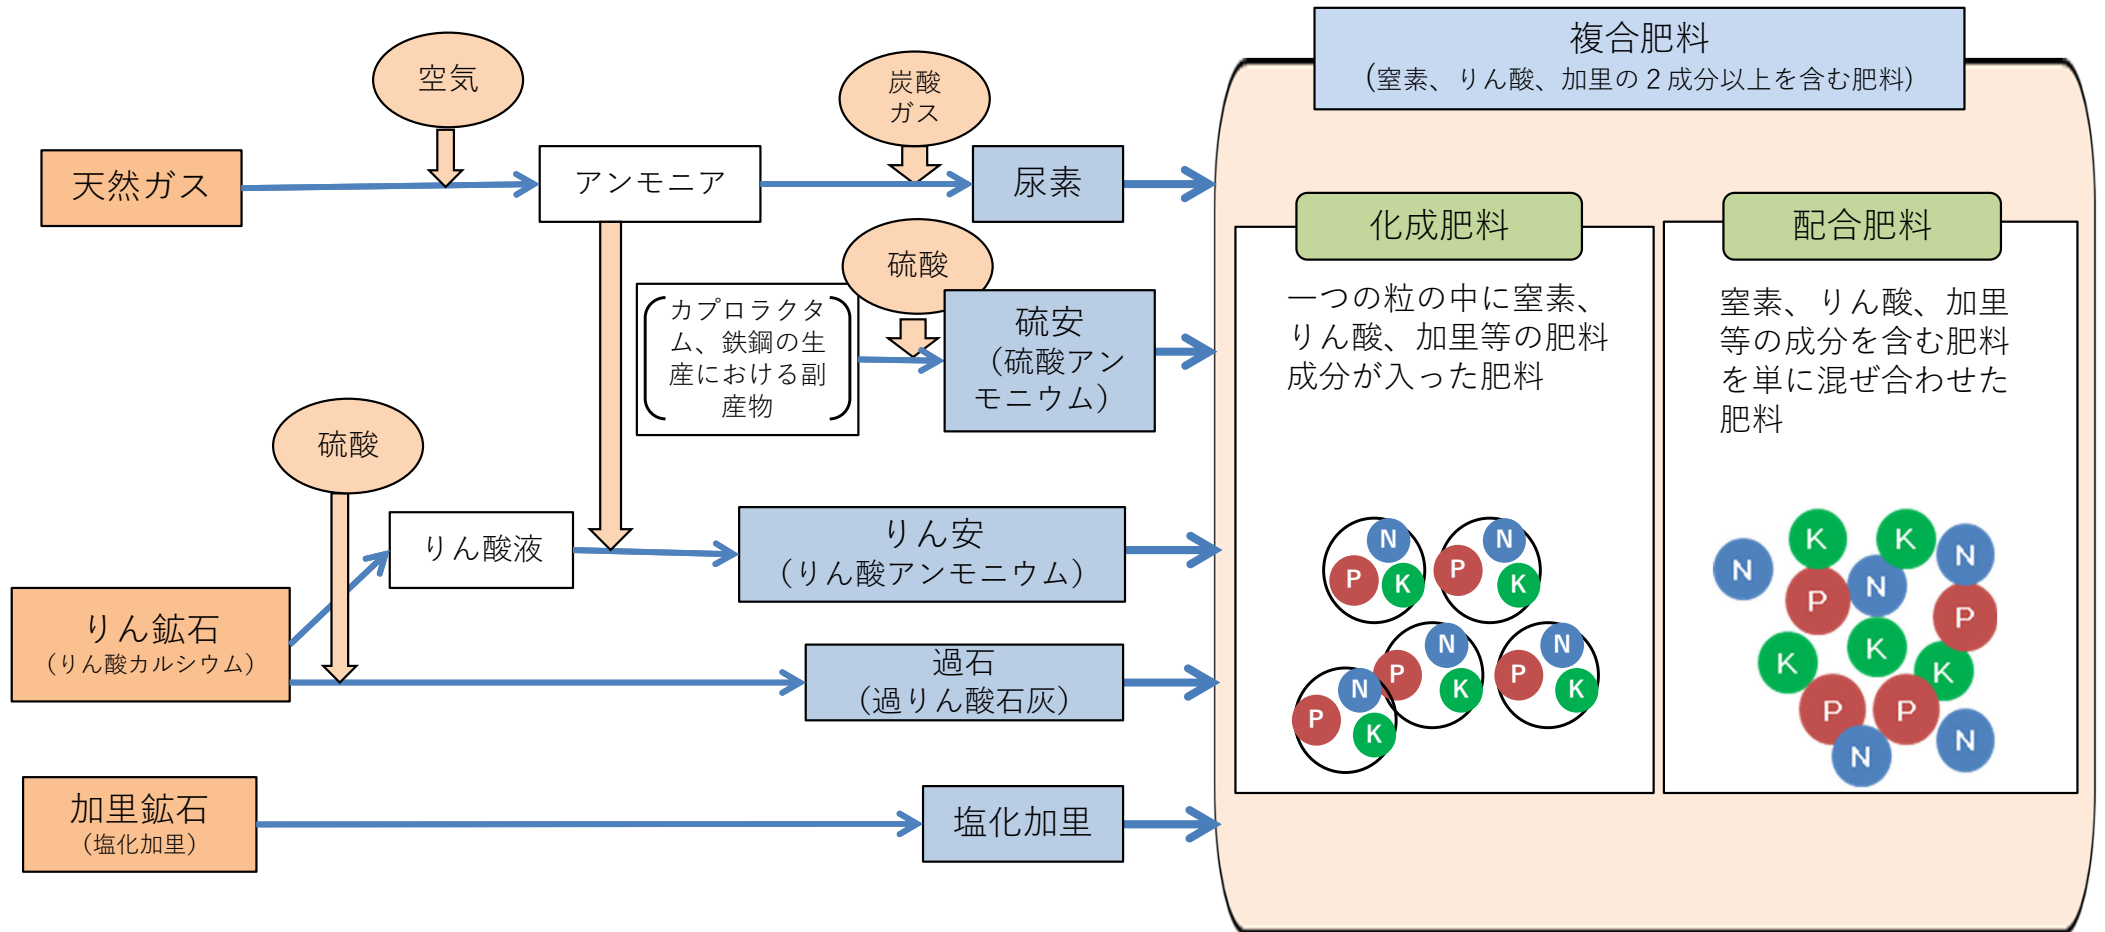 複合肥料
(窒素、りん酸、加里の２成分以上を含む肥料)
空気
炭酸
ガス
天然ガス
アンモニア
尿素
硫酸
カプロラクタ
ム、鉄鋼の生
産における副
産物
硫安
（硫酸アン
モニウム）
硫酸
りん酸液
りん安
（りん酸アンモニウム）
りん鉱石
（りん酸カルシウム）
過石
（過りん酸石灰）
加里鉱石
（塩化加里）
塩化加里
化成肥料
一つの粒の中に窒素、
りん酸、加里等の肥料
成分が入った肥料
N
P
K
N
P
K
N
P
K
N
P
K
N
P
K
配合肥料
窒素、りん酸、加里
等の成分を含む肥料
を単に混ぜ合わせた
肥料
K
K
N
N
N
P
P
K
K
K
P
P
N
N